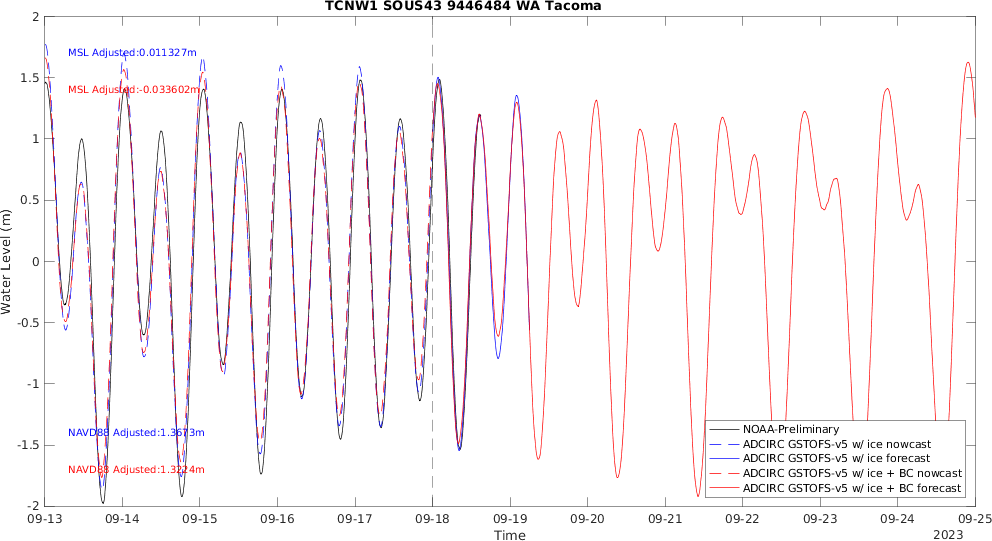 TCNW1 SOUS43 9446484 WA Tacoma
2
1.5
1
0.5
0
-0.5
-1
-1.5
-2
Water Level (m)
MSL Adjusted:0.011327m
MSL Adjusted:-0.033602m
NAVD88 Adjusted:1.3673m
NAVD88 Adjusted:1.3224m
NOAA-Preliminary
ADCIRC GSTOFS-v5 w/ ice nowcast
ADCIRC GSTOFS-v5 w/ ice forecast
ADCIRC GSTOFS-v5 w/ ice + BC nowcast
ADCIRC GSTOFS-v5 w/ ice + BC forecast
09-13 09-14 09-15 09-16 09-17 09-18 09-19 09-20 09-21 09-22 09-23 09-24 09-25
Time
2023